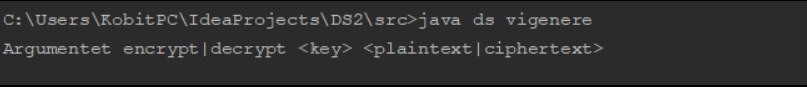 C:\Users\KobitPC\IdeaProjects\DS2\src>java ds vigenere
Argumentet encrypt|decrypt <key> <plaintext|ciphertext>